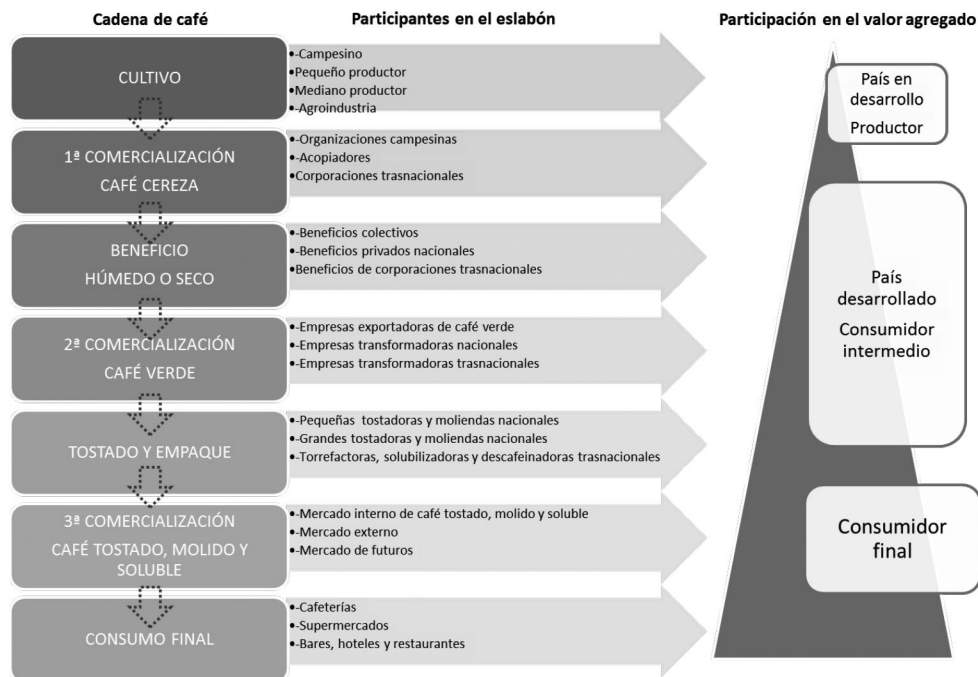 Cadena de café
Participantes en el eslabón
Participación en el valor agregado
CULTIVO
•-Campesino
•Pequeño productor
•Mediano productor
•-Agroindustria
1ª COMERCIALIZACIÓN
CAFÉ CEREZA
•-Organizaciones campesinas
•-Acopiadores
•Corporaciones trasnacionales
BENEFICIO
HÚMEDO O SECO
•-Beneficios colectivos
•-Beneficios privados nacionales
•Beneficios de corporaciones trasnacionales
2ª COMERCIALIZACIÓN
CAFÉ VERDE
•-Empresas exportadoras de café verde
•-Empresas transformadoras nacionales
•-Empresas transformadoras trasnacionales
TOSTADO Y EMPAQUE
•-Pequeñas tostadoras y moliendas nacionales
•-Grandes tostadoras y moliendas nacionales
•-Torrefactoras, solubilizadoras y descafeinadoras trasnacionales
3ª COMERCIALIZACIÓN
CAFÉ TOSTADO, MOLIDO Y
SOLUBLE
•-Mercado interno de café tostado, molido y soluble
•-Mercado externo
•-Mercado de futuros
CONSUMO FINAL
•-Cafeterías
•-Supermercados
•-Bares, hoteles y restaurantes
País en
desarrollo
Productor
País
desarrollado
Consumidor
intermedio
Consumidor
final